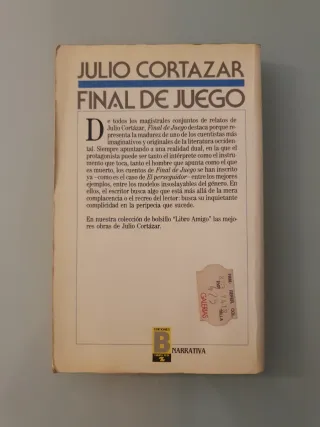 JULIO CORTAZAR
FINAL DE JUEGO
De todos los magistrales conjuntos de relatos de
Julio Cortázar, Final de Juego destaca porque re-
presenta la madurez de uno de los cuentistas más
imaginativos y originales de la literatura occiden-
tal. Siempre apuntando a una realidad dual, en la que el
protagonista puede ser tanto el intérprete como el instru-
mento que toca, tanto el hombre que apunta como el que
es muerto, los cuentos de Final de Juego se han inscrito
ya –como es el caso de El perseguidor– entre los mejores
ejemplos, entre los modelos insoslayables del género. En
ellos, el escritor busca algo que está más allá de la mera
complacencia o el recreo del lector: busca su inquietante
complicidad en la peripecia que sucede.
En nuestra colección de bolsillo "Libro Amigo" las mejo-
res obras de Julio Cortázar.
B
NARRATIVA